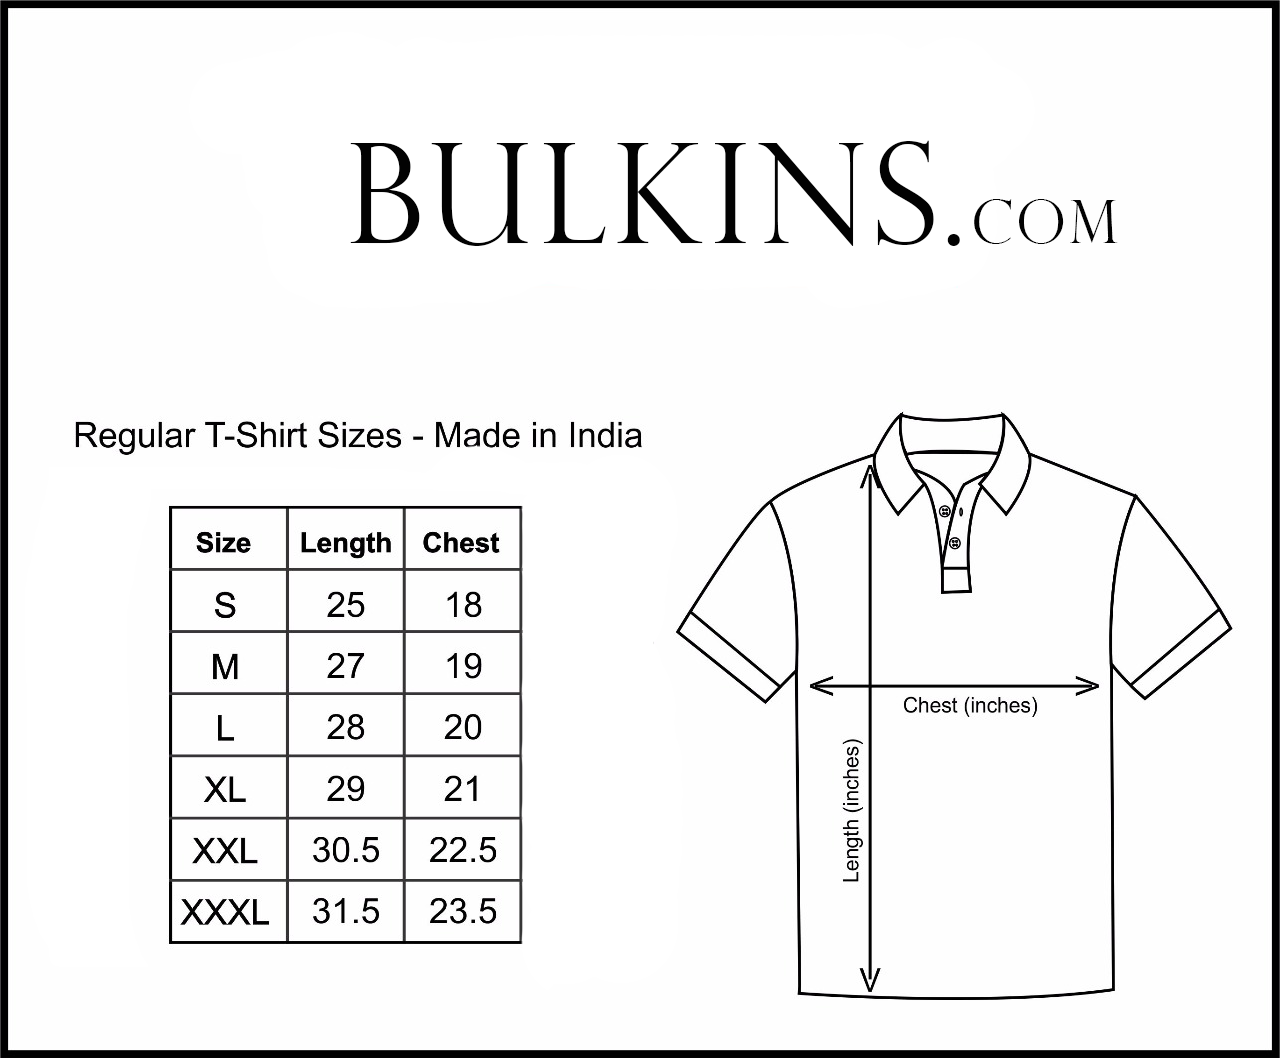 BULKINS.COM
Regular T-Shirt Sizes - Made in India
Size Length Chest
S 25 18
M 27 19
L 28 20
XL 29 21
XXL 30.5 22.5
XXXL 31.5 23.5
Chest (inches)
Length (inches)